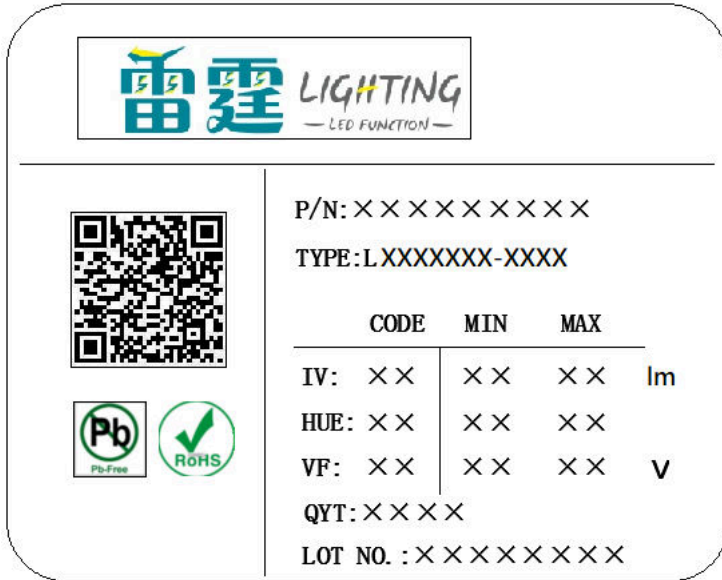 雷霆 LIGHTING
— LED FUNCTION —
P/N:×××××××××
TYPE:LXXXXXXX-XXXX
CODE MIN MAX
IV: ×× ×× ×× lm
HUE: ×× ×× ××
VF: ×× ×× ×× V
QYT:××××
LOT NO.:××××××××
Pb
Pb-Free
RoHS